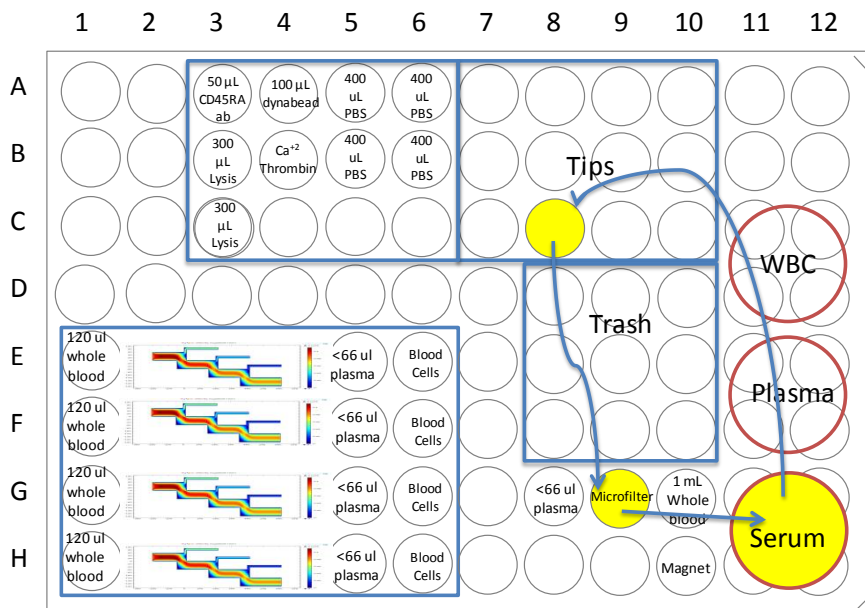 1 2 3 4 5 6 7 8 9 10 11 12
A
50 µL
CD45RA
ab
100 µL
dynabead
400
uL
PBS
400
uL
PBS
B
300
µL
Lysis
Ca⁺²
Thrombin
400
uL
PBS
400
uL
PBS
Tips
C
300
µL
Lysis
WBC
D
Trash
E
120 ul
whole
blood
<66 ul
plasma
Blood
Cells
Plasma
F
120 ul
whole
blood
<66 ul
plasma
Blood
Cells
G
120 ul
whole
blood
<66 ul
plasma
Blood
Cells
<66 ul
plasma
Microfilter
1 mL
Whole
blood
Serum
H
120 ul
whole
blood
<66 ul
plasma
Blood
Cells
Magnet